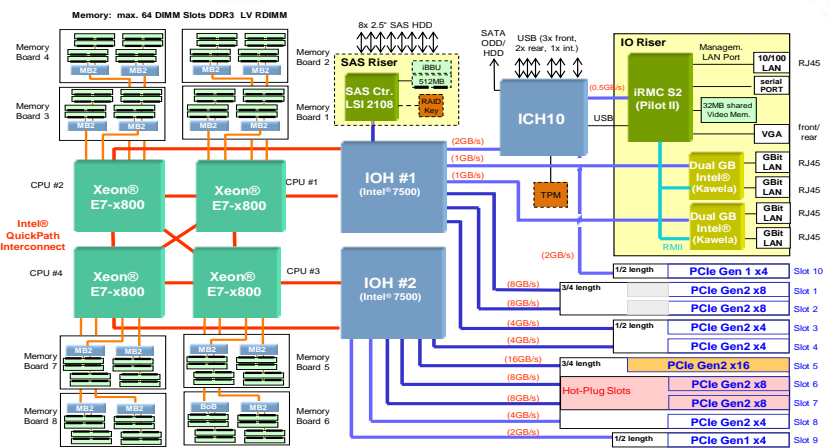 Memory: max. 64 DIMM Slots DDR3 LV RDIMM
8x 2.5" SAS HDD
SATA
ODD/
HDD
USB (3x front,
2x rear, 1x int.)
IO Riser
Managem.
LAN Port
Memory
Board 4
MB2
MB2
MB2
MB2
Memory
Board 2
SAS Riser
iBBU
512MB
SAS Ctr.
LSI 2108
RAID
Key
(0.5GB/s)
iRMC S2
(Pilot II)
10/100
LAN
RJ45
serial
PORT
32MB shared
Video Mem.
Memory
Board 3
MB2
MB2
MB2
MB2
Memory
Board 1
ICH10
USB
VGA
front/
rear
(2GB/s)
(1GB/s)
(1GB/s)
IOH #1
(Intel® 7500)
TPM
Dual GB
Intel®
(Kawela)
GBit
LAN
RJ45
GBit
LAN
RJ45
CPU #2
Xeon®
E7-x800
Xeon®
E7-x800
CPU #1
Dual GB
Intel®
(Kawela)
GBit
LAN
RJ45
GBit
LAN
RJ45
RMII
Intel®
QuickPath
Interconnect
CPU #4
Xeon®
E7-x800
Xeon®
E7-x800
CPU #3
IOH #2
(Intel® 7500)
(2GB/s)
1/2 length
PCIe Gen 1 x4
Slot 10
(8GB/s)
3/4 length
PCIe Gen2 x8
Slot 1
(8GB/s)
PCIe Gen2 x8
Slot 2
(4GB/s)
1/2 length
PCIe Gen2 x4
Slot 3
(4GB/s)
PCIe Gen2 x4
Slot 4
Memory
Board 7
MB2
MB2
MB2
MB2
Memory
Board 5
(16GB/s)
3/4 length
PCIe Gen2 x16
Slot 5
(8GB/s)
Hot-Plug Slots
PCIe Gen2 x8
Slot 6
(8GB/s)
PCIe Gen2 x8
Slot 7
Memory
Board 8
MB2
MB2
BoB
MB2
Memory
Board 6
(4GB/s)
PCIe Gen2 x4
Slot 8
(2GB/s)
1/2 length
PCIe Gen1 x4
Slot 9